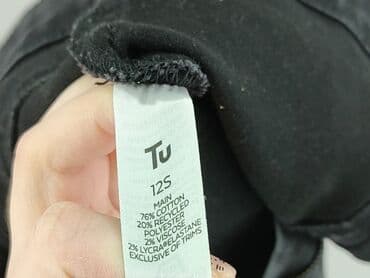 Tu
12S
MAIN
76% COTTON
20% RECYCLED
POLYESTER
2% VISCOSE
2% LYCRA® ELASTANE
EXCLUSIVE OF TRIMS